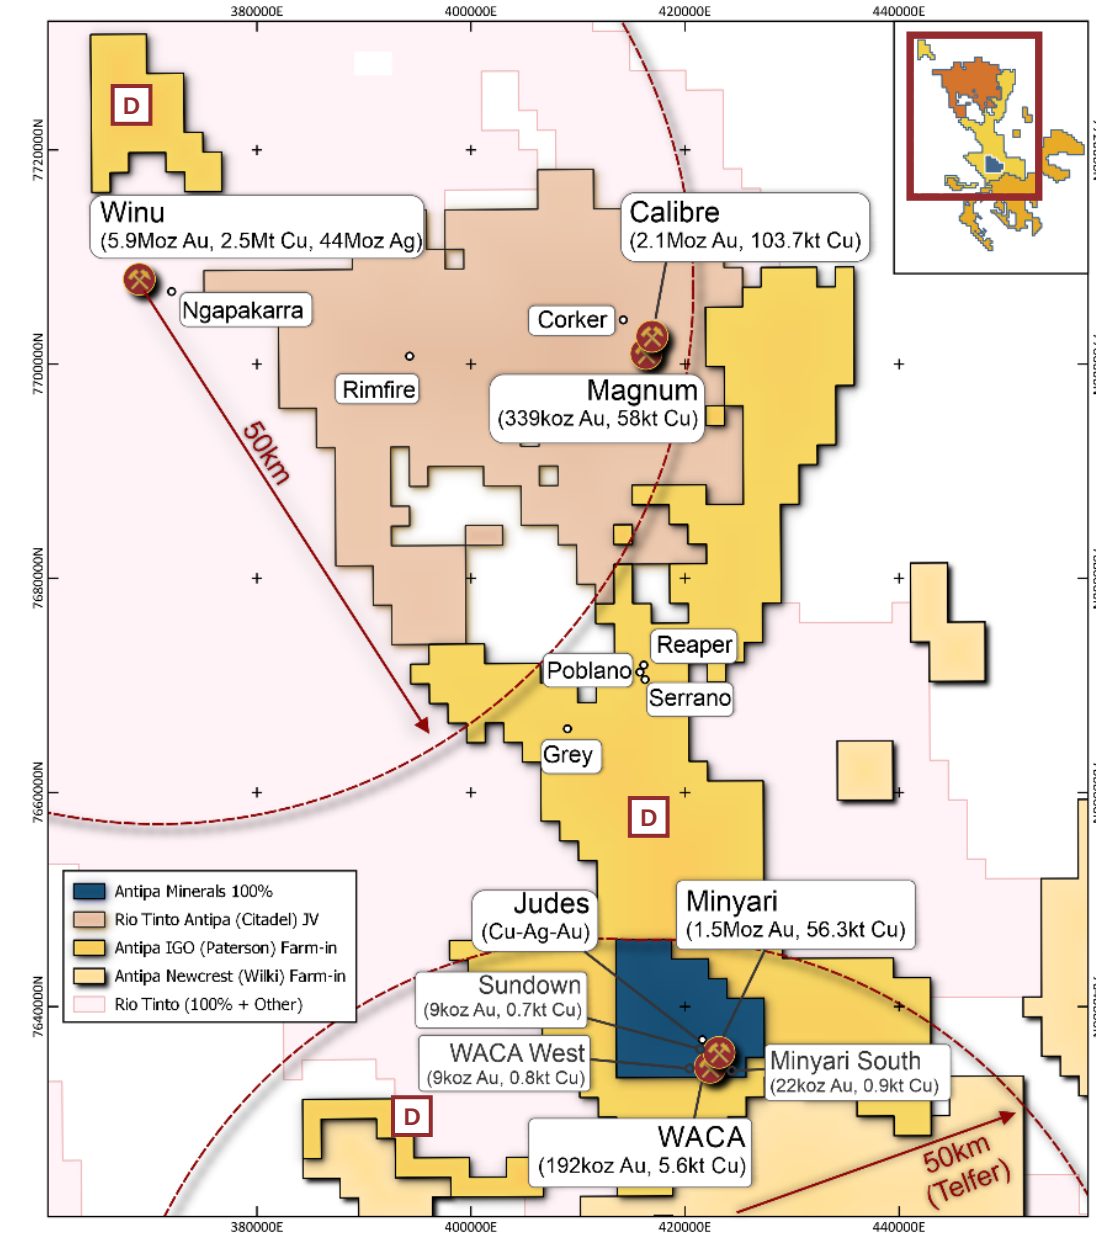 380000E
400000E
420000E
440000E
7720000N
7700000N
7680000N
7660000N
7640000N
7720000N
7700000N
7680000N
7660000N
7640000N
D
Winu
(5.9Moz Au, 2.5Mt Cu, 44Moz Ag)
Ngapakarra
Calibre
(2.1Moz Au, 103.7kt Cu)
Corker
Rimfire
Magnum
(339koz Au, 58kt Cu)
50km
Reaper
Poblano
Serrano
Grey
D
Antipa Minerals 100%
Rio Tinto Antipa (Citadel) JV
Antipa IGO (Paterson) Farm-in
Antipa Newcrest (Wilki) Farm-in
Rio Tinto (100% + Other)
Judes
(Cu-Ag-Au)
Minyari
(1.5Moz Au, 56.3kt Cu)
Sundown
(9koz Au, 0.7kt Cu)
WACA West
(9koz Au, 0.8kt Cu)
Minyari South
(22koz Au, 0.9kt Cu)
D
WACA
(192koz Au, 5.6kt Cu)
50km
(Telfer)
380000E
400000E
420000E
440000E